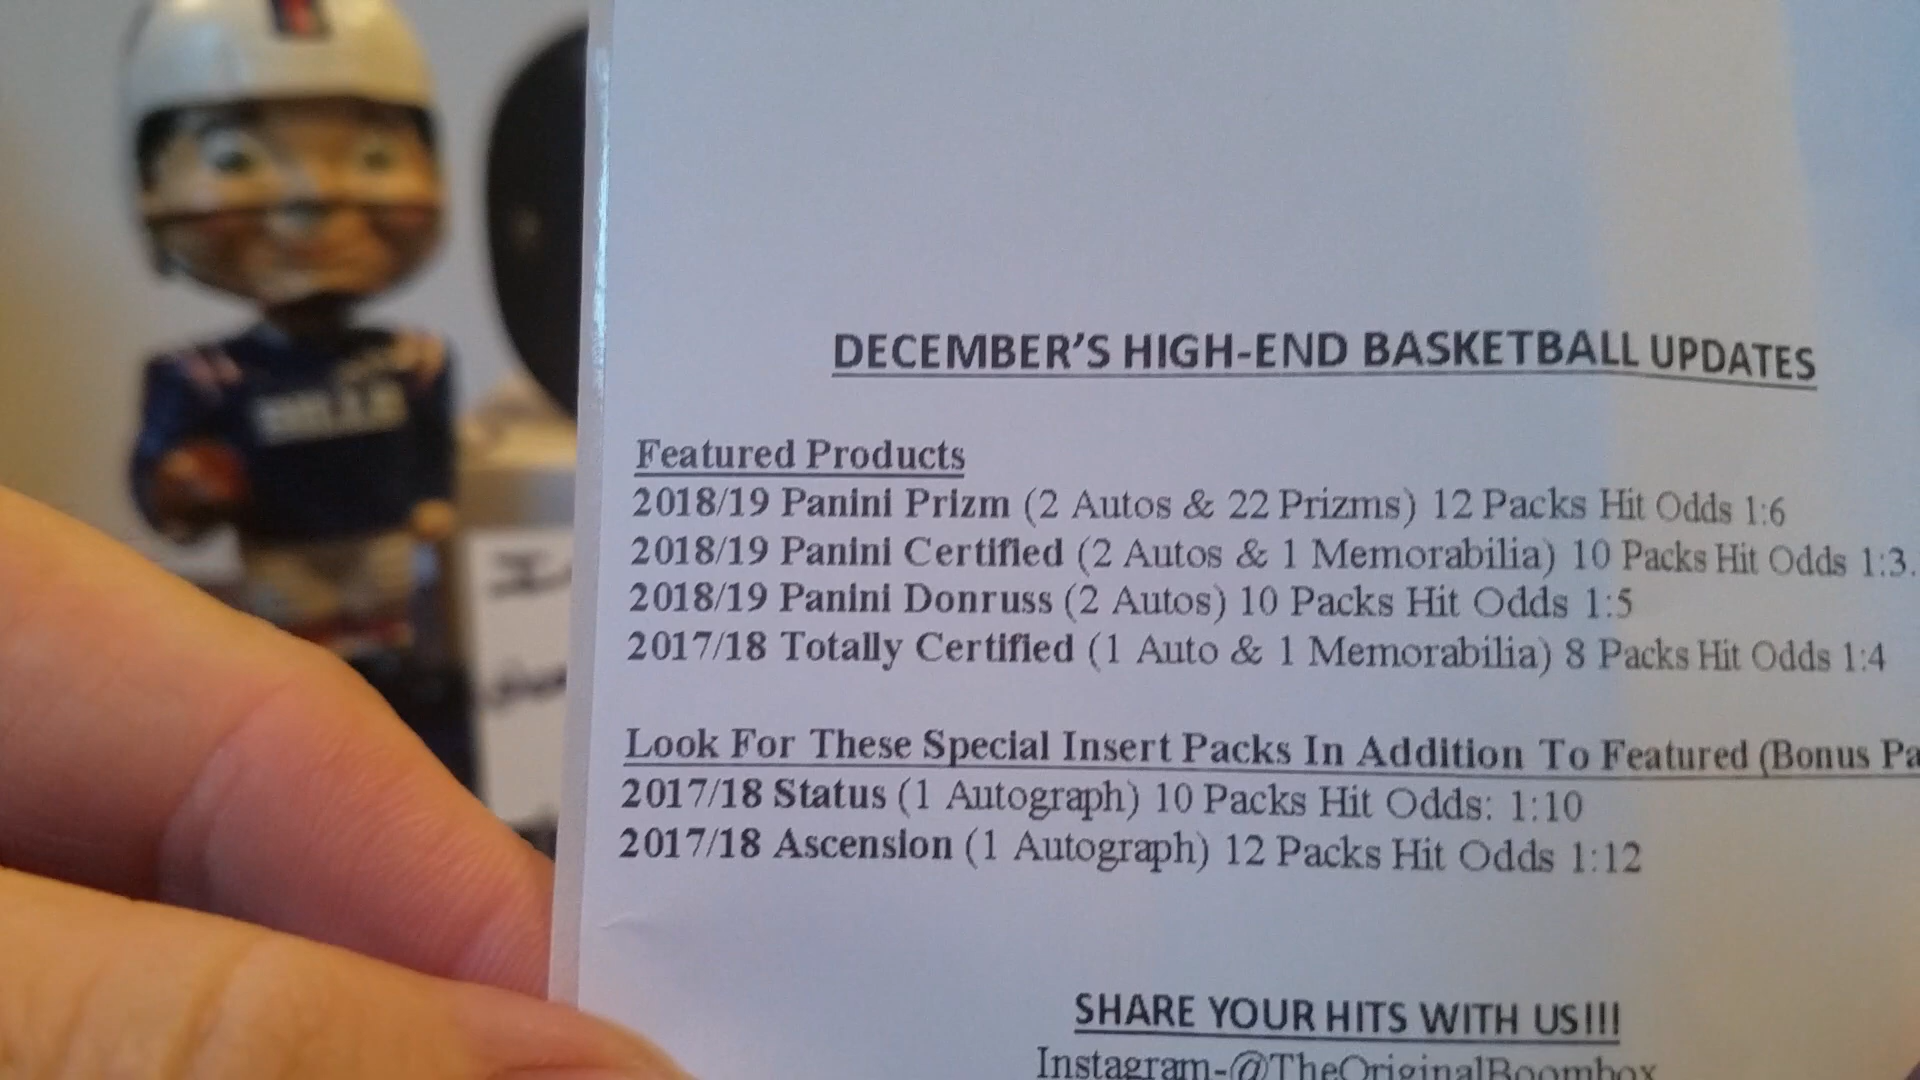 DECEMBER'S HIGH-END BASKETBALL UPDATES
Featured Products
2018/19 Panini Prizm (2 Autos & 22 Prizms) 12 Packs Hit Odds 1:6
2018/19 Panini Certified (2 Autos & 1 Memorabilia) 10 Packs Hit Odds 1:3.
2018/19 Panini Donruss (2 Autos) 10 Packs Hit Odds 1:5
2017/18 Totally Certified (1 Auto & 1 Memorabilia) 8 Packs Hit Odds 1:4
Look For These Special Insert Packs In Addition To Featured (Bonus Pa
2017/18 Status (1 Autograph) 10 Packs Hit Odds: 1:10
2017/18 Ascension (1 Autograph) 12 Packs Hit Odds 1:12
SHARE YOUR HITS WITH US!!!
Instagram-@TheOriginalBoombox